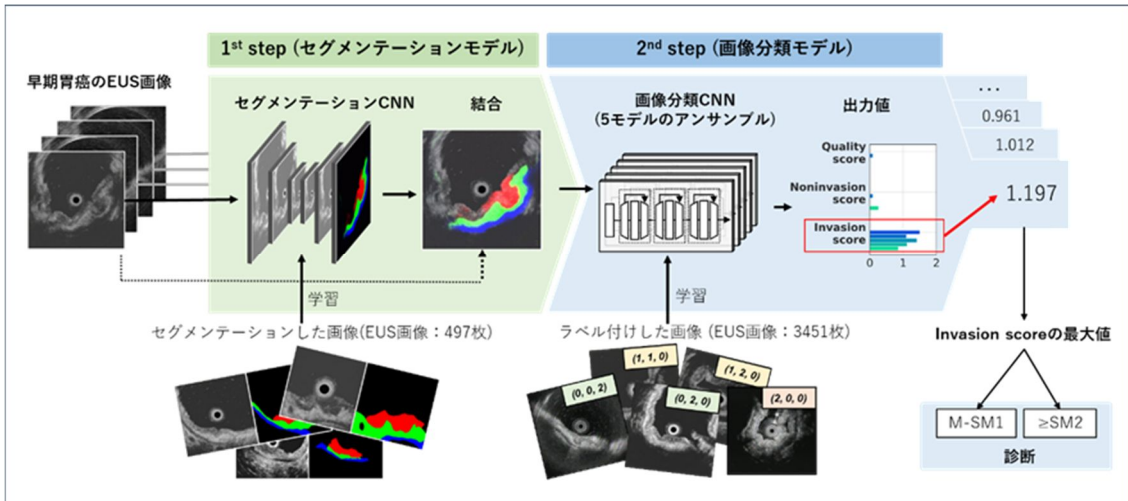 1st step (セグメンテーションモデル)
2nd step (画像分類モデル)
早期胃癌のEUS画像
セグメンテーションCNN
結合
画像分類CNN
(5モデルのアンサンブル)
出力値
Quality
score
Noninvasion
score
Invasion
score
0
1
2
...
0.961
1.012
1.197
学習
学習
セグメンテーションした画像(EUS画像：497枚)
ラベル付けした画像 (EUS画像：3451枚)
(0, 0, 2)
(1, 1, 0)
(0, 2, 0)
(1, 2, 0)
(2, 0, 0)
Invasion scoreの最大値
M-SM1
≥SM2
診断